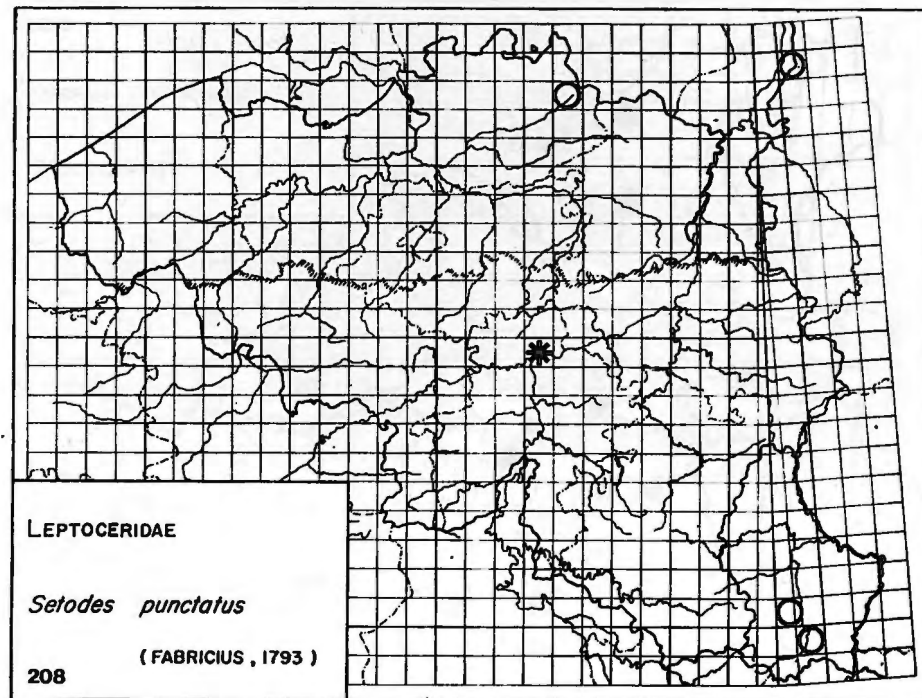 LEPTOCERIDAE
Setodes punctatus
(FABRICIUS, 1793)
208